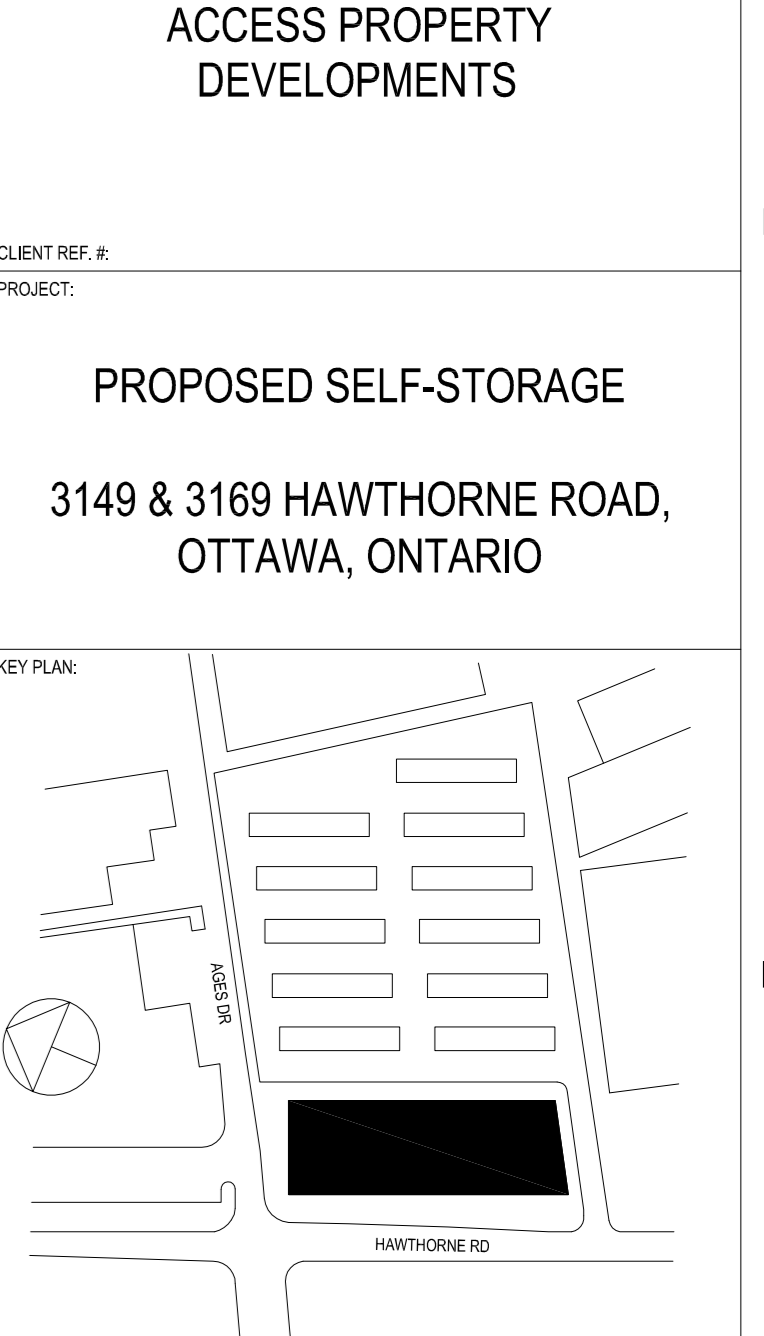 ACCESS PROPERTY
DEVELOPMENTS
CLIENT REF. #:
PROJECT:
PROPOSED SELF-STORAGE
3149 & 3169 HAWTHORNE ROAD,
OTTAWA, ONTARIO
KEY PLAN:
AGES DR
HAWTHORNE RD